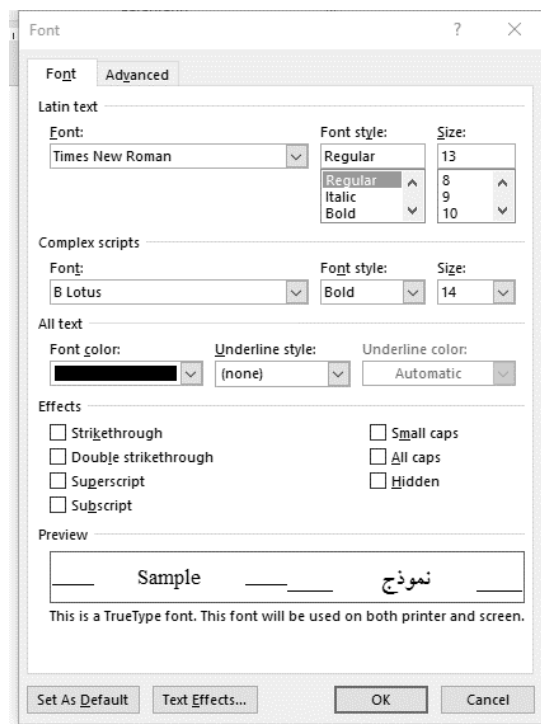 Font ?
Font Advanced
Latin text
Font: Font style: Size:
Times New Roman Regular 13
Regular 8
Italic 9
Bold 10
Complex scripts
Font: Font style: Size:
B Lotus Bold 14
All text
Font color: Underline style: Underline color:
(none) Automatic
Effects
Strikethrough Small caps
Double strikethrough All caps
Superscript Hidden
Subscript
Preview
Sample نموذج
This is a TrueType font. This font will be used on both printer and screen.
Set As Default Text Effects... OK Cancel